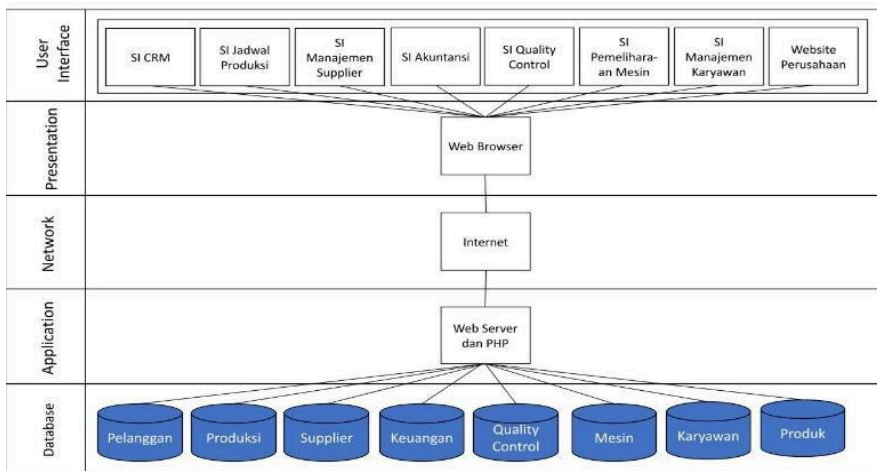 User
Interface
SI CRM
SI Jadwal
Produksi
SI
Manajemen
Supplier
SI Akuntansi
SI Quality
Control
SI
Pemelihara-
an Mesin
SI
Manajemen
Karyawan
Website
Perusahaan
Presentation
Web Browser
Network
Internet
Application
Web Server
dan PHP
Database
Pelanggan
Produksi
Supplier
Keuangan
Quality
Control
Mesin
Karyawan
Produk